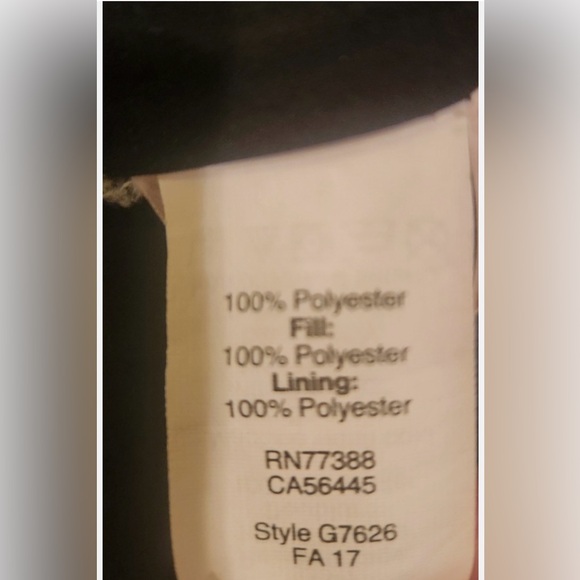 100% Polyester
Fill:
100% Polyester
Lining:
100% Polyester
RN77388
CA56445
Style G7626
FA 17